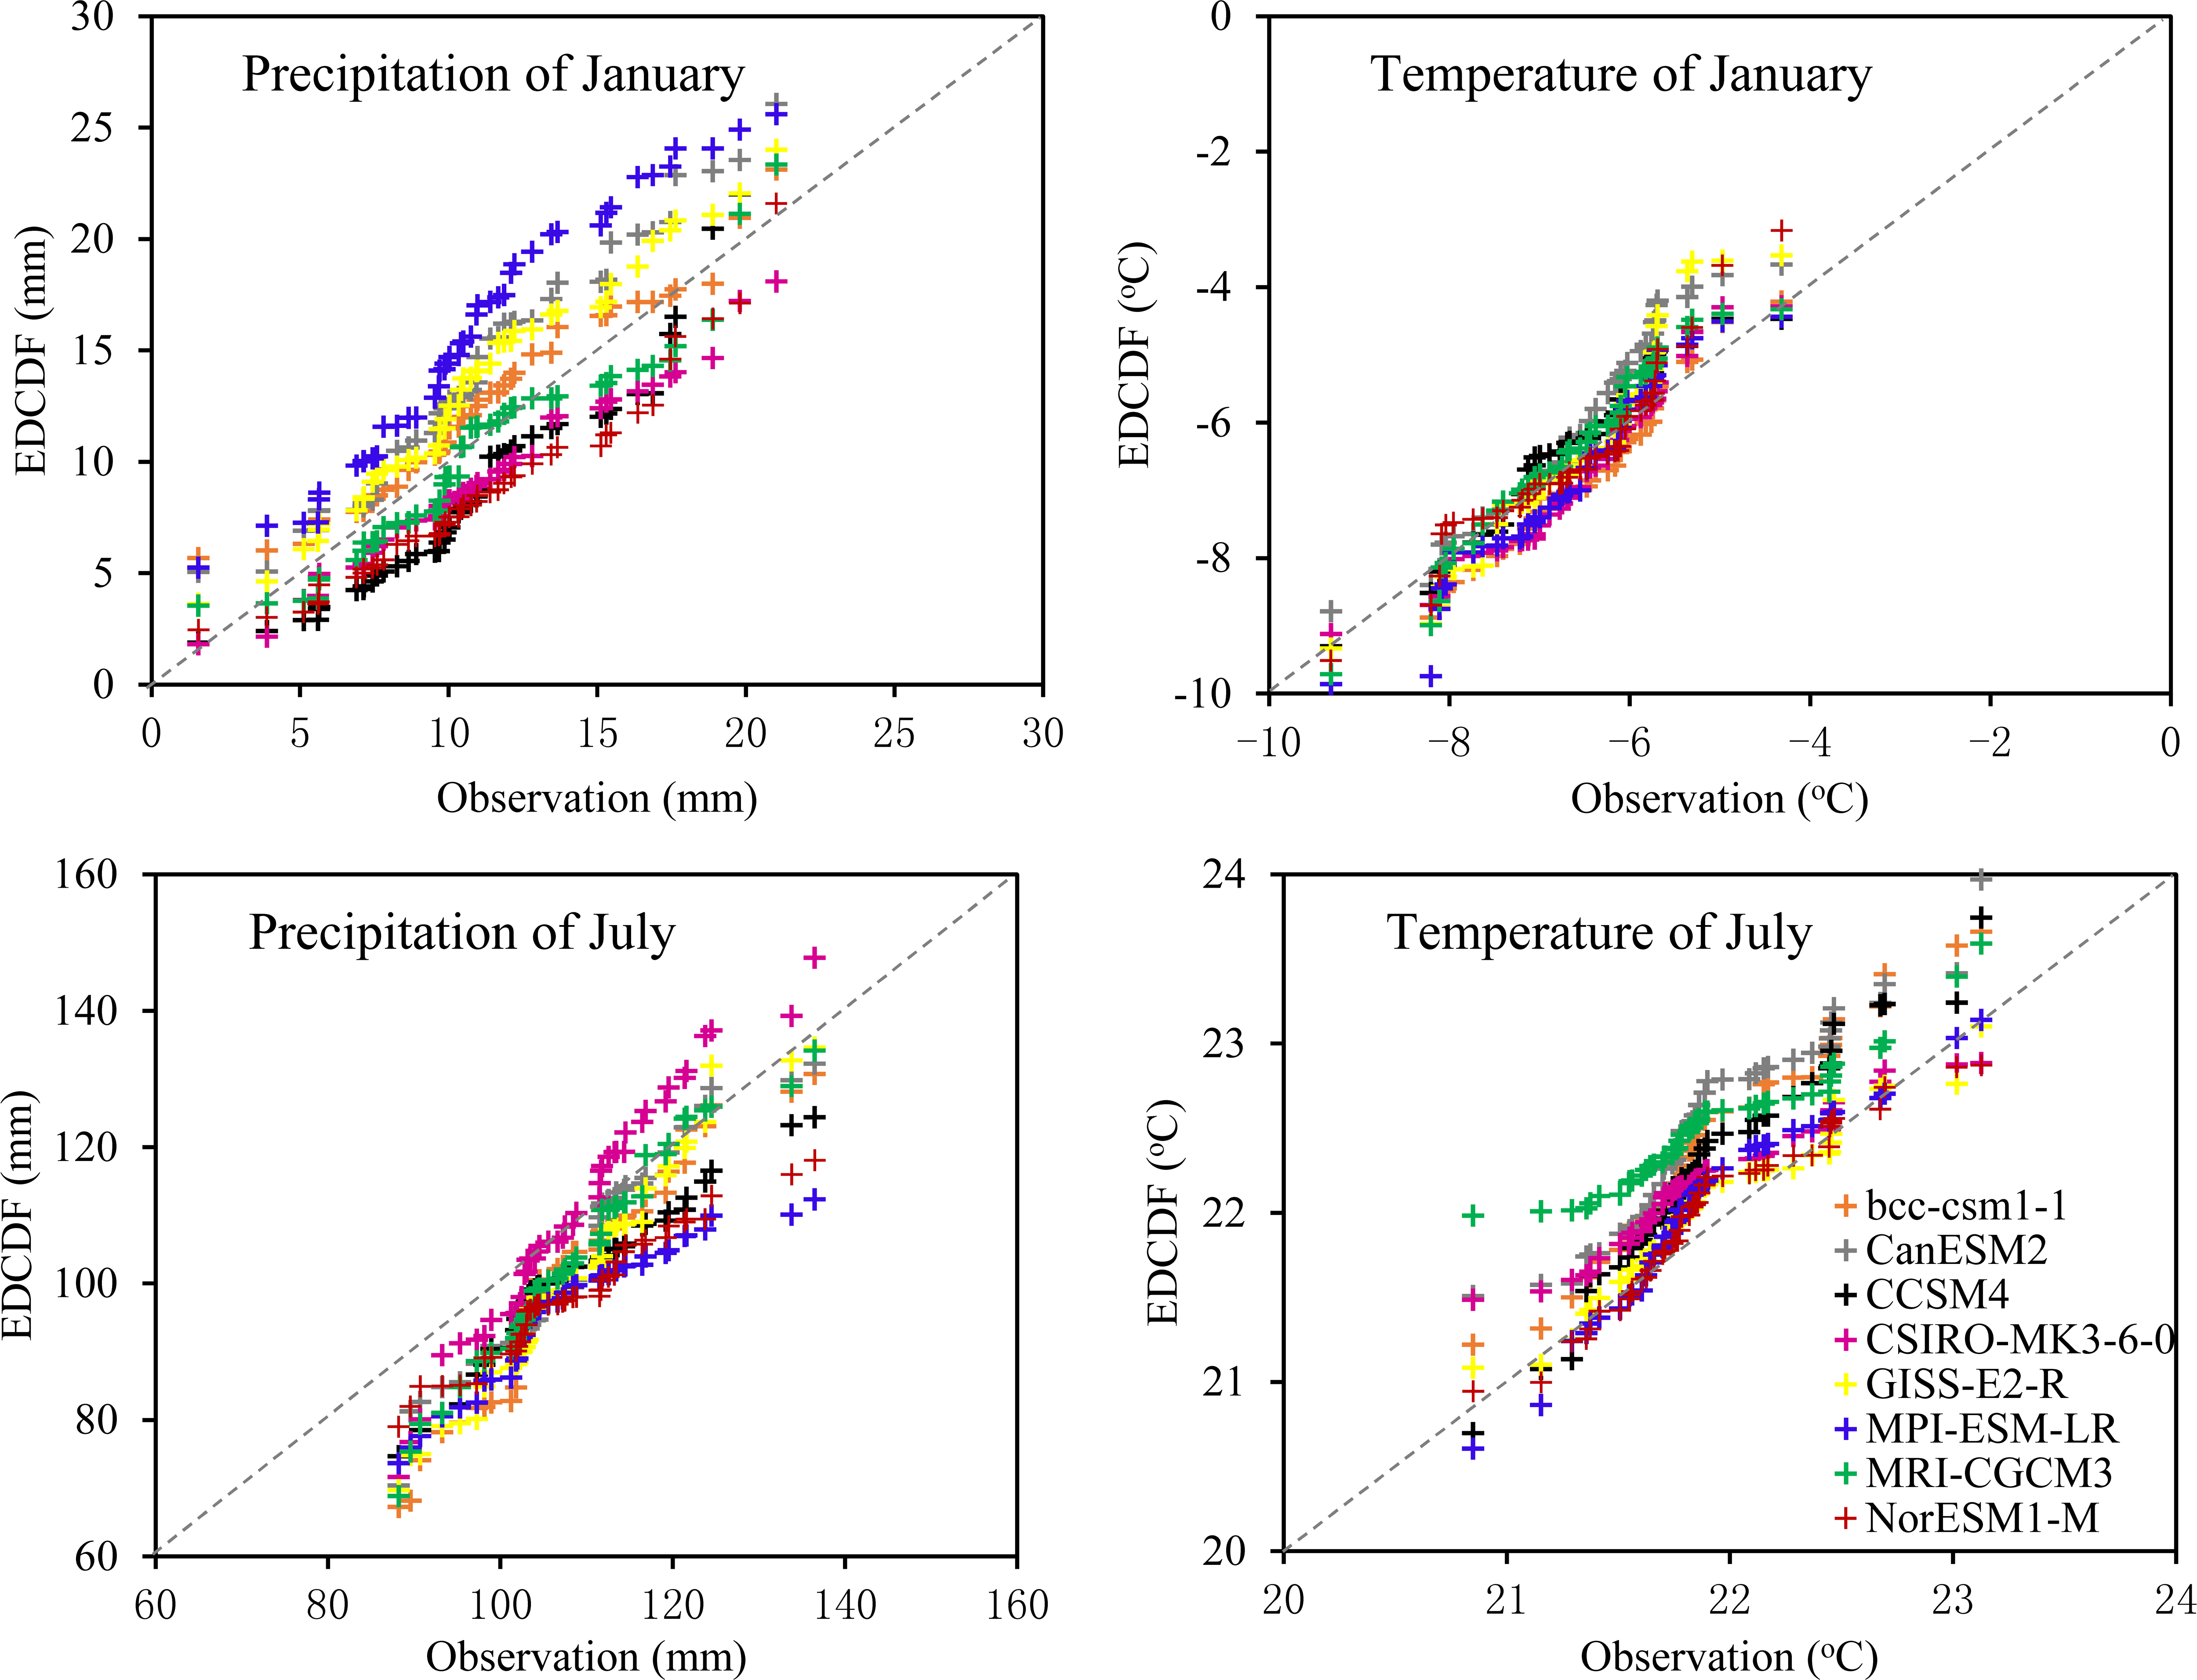 Precipitation of January
30
25
20
15
10
5
0
EDCDF (mm)
0 5 10 15 20 25 30
Observation (mm)
Temperature of January
0
-2
-4
-6
-8
-10
EDCDF (°C)
−10 −8 −6 −4 −2 0
Observation (°C)
Precipitation of July
160
140
120
100
80
60
EDCDF (mm)
60 80 100 120 140 160
Observation (mm)
Temperature of July
24
23
22
21
20
EDCDF (°C)
bcc-csm1-1
CanESM2
CCSM4
CSIRO-MK3-6-0
GISS-E2-R
MPI-ESM-LR
MRI-CGCM3
NorESM1-M
20 21 22 23 24
Observation (°C)